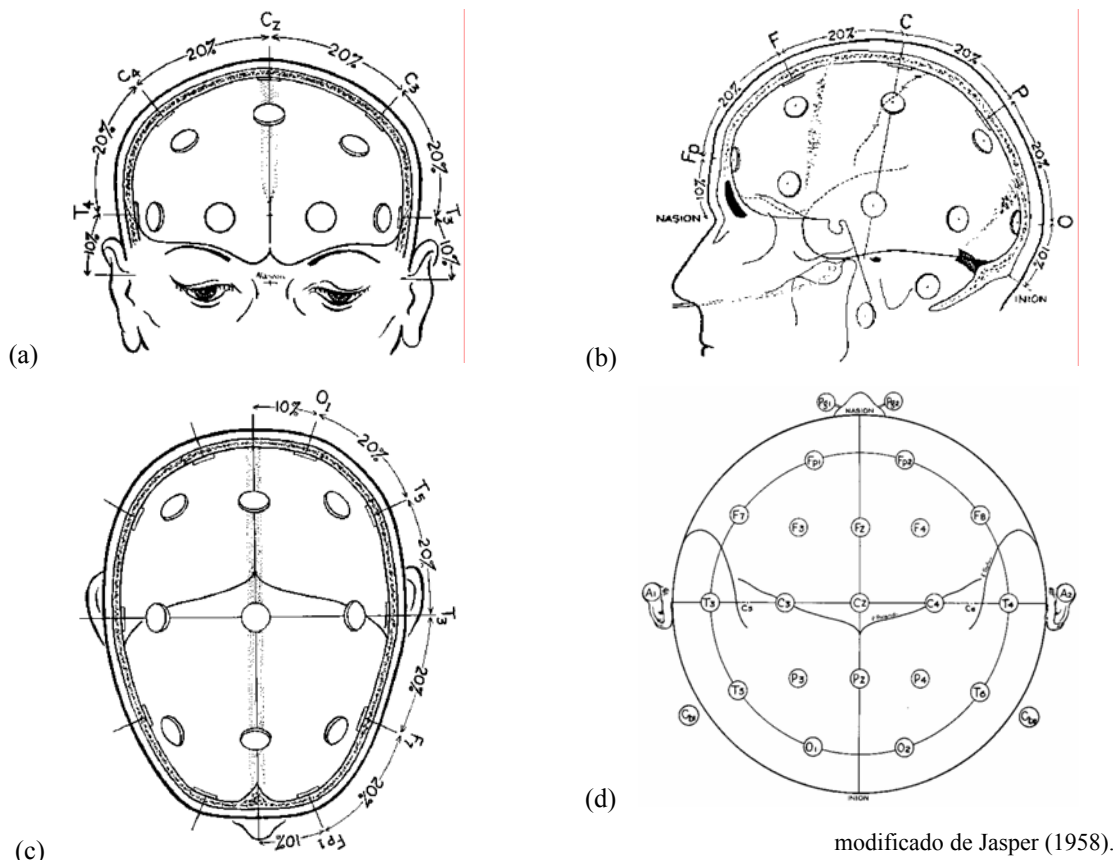 Cz
20% 20%
C4 C3
20% 20%
T4 T3
10% 10%
Nasion
(a)
C
F 20% 20%
20% P
Fp 20%
10%
NASION O
10%
INION
(b)
O1
10%
20%
T5
20%
T3
20%
F7
20%
Fp1
10%
(c)
Pg1 Pg2
NASION
Fp1 Fp2
F7 F8
F3 Fz F4
A1 T3 C3 Cz C4 T4 A2
T5 P3 Pz P4 T6
O1 O2
INION
(d)
modificado de Jasper (1958).